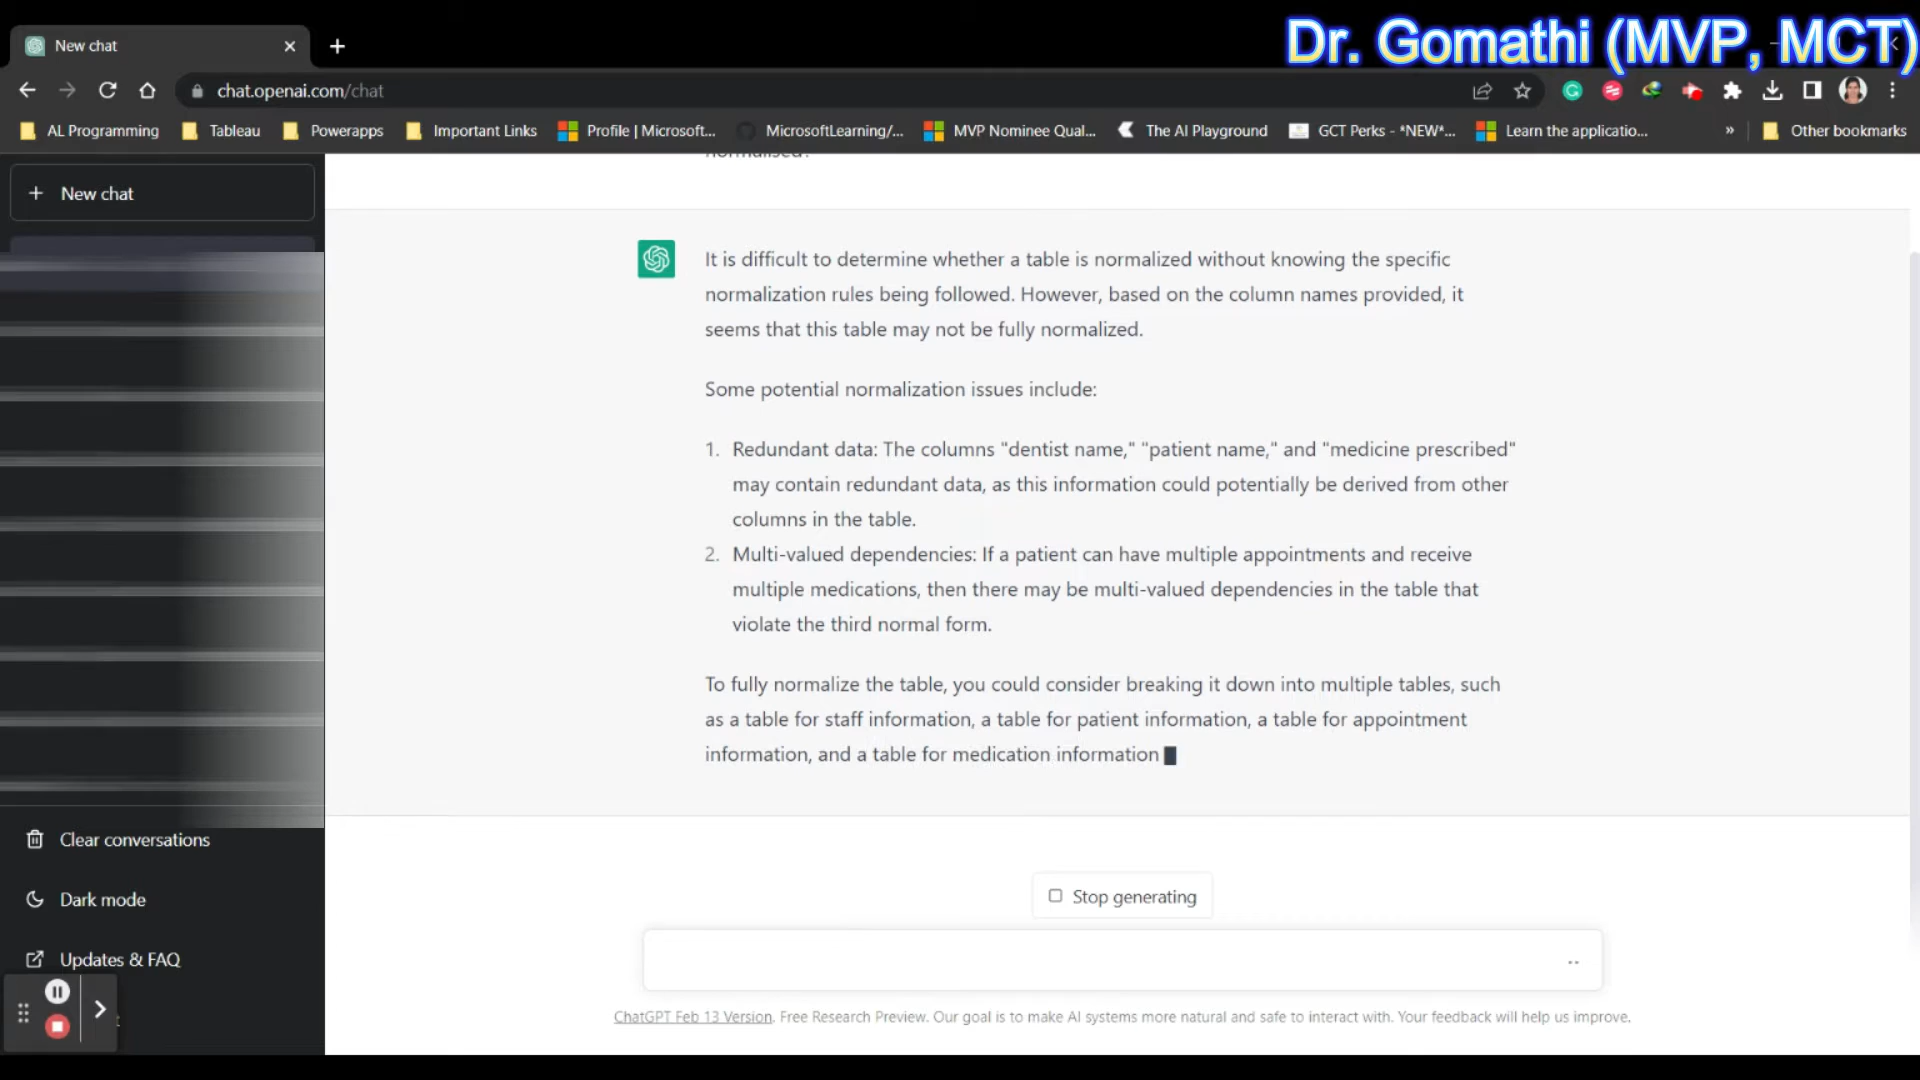 Dr. Gomathi (MVP, MCT)
New chat
chat.openai.com/chat
AL Programming
Tableau
Powerapps
Important Links
Profile | Microsoft...
MicrosoftLearning/...
MVP Nominee Qual...
The AI Playground
GCT Perks - *NEW*...
Learn the applicatio...
»
Other bookmarks
New chat
normalised?
It is difficult to determine whether a table is normalized without knowing the specific
normalization rules being followed. However, based on the column names provided, it
seems that this table may not be fully normalized.
Some potential normalization issues include:
1. Redundant data: The columns "dentist name," "patient name," and "medicine prescribed"
may contain redundant data, as this information could potentially be derived from other
columns in the table.
2. Multi-valued dependencies: If a patient can have multiple appointments and receive
multiple medications, then there may be multi-valued dependencies in the table that
violate the third normal form.
To fully normalize the table, you could consider breaking it down into multiple tables, such
as a table for staff information, a table for patient information, a table for appointment
information, and a table for medication information
Clear conversations
Dark mode
Updates & FAQ
Stop generating
ChatGPT Feb 13 Version. Free Research Preview. Our goal is to make AI systems more natural and safe to interact with. Your feedback will help us improve.